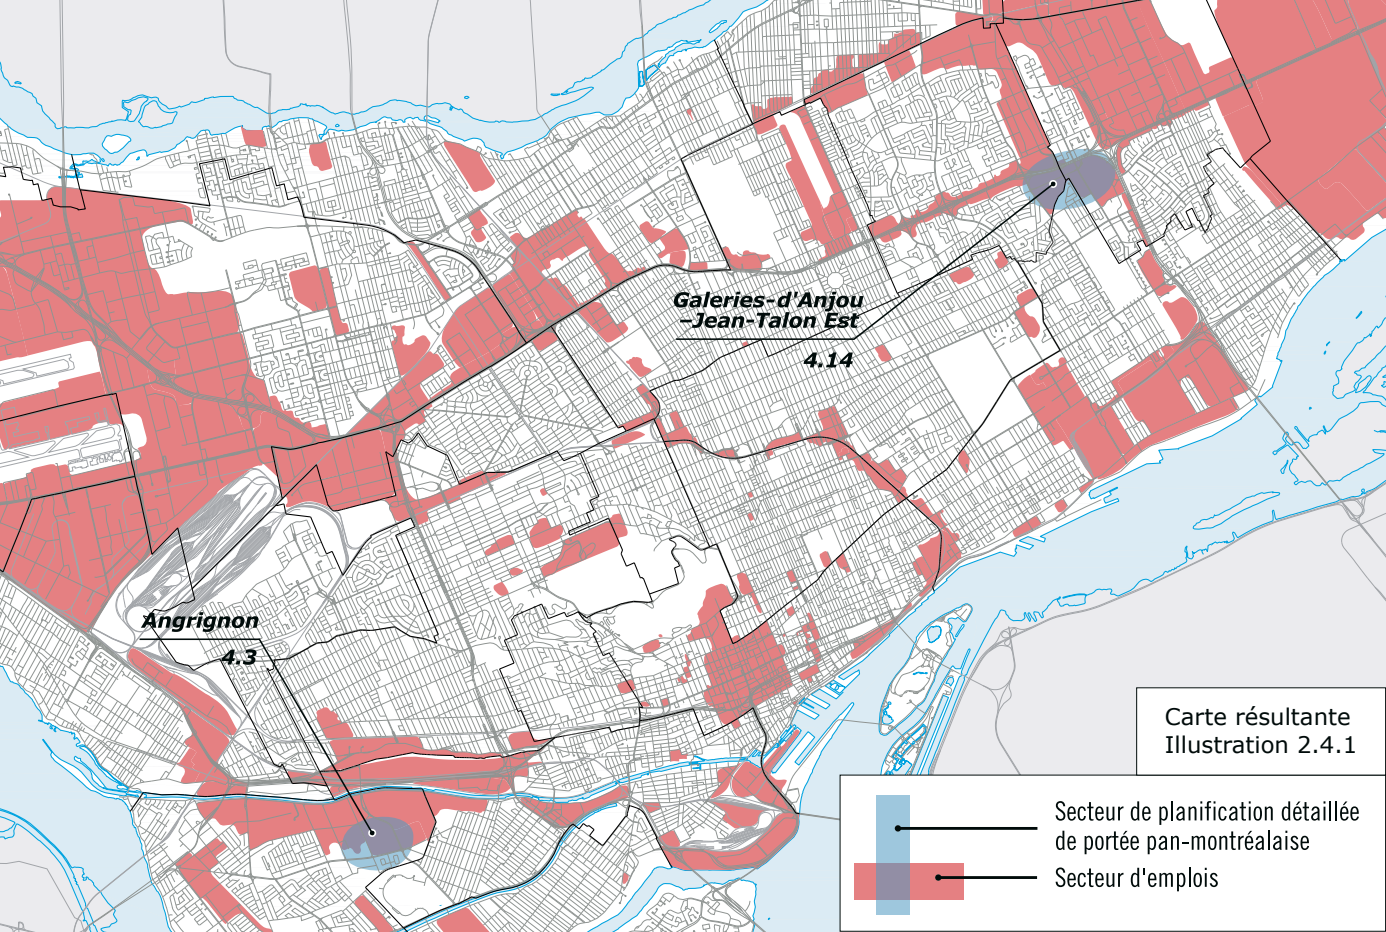 Galeries-d'Anjou
–Jean-Talon Est
4.14
Angrignon
4.3
Carte résultante
Illustration 2.4.1
Secteur de planification détaillée
de portée pan-montréalaise
Secteur d'emplois